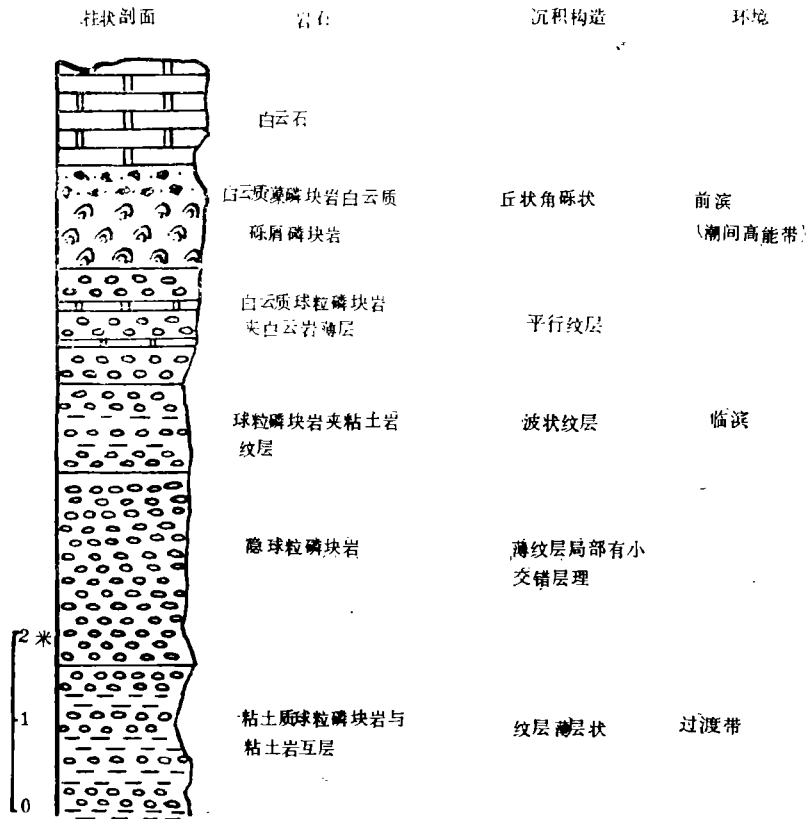 柱状剖面 岩石 沉积构造 环境
白云石
白云质藻磷块岩白云质 丘状角砾状 前滨
砾屑磷块岩 (潮间高能带)
白云质球粒磷块岩
夹白云岩薄层 平行纹层
球粒磷块岩夹粘土岩 波状纹层 临滨
纹层
隐球粒磷块岩 薄纹层局部有小
交错层理
2 米
粘土质球粒磷块岩与 纹层薄层状 过渡带
1
粘土岩互层
0